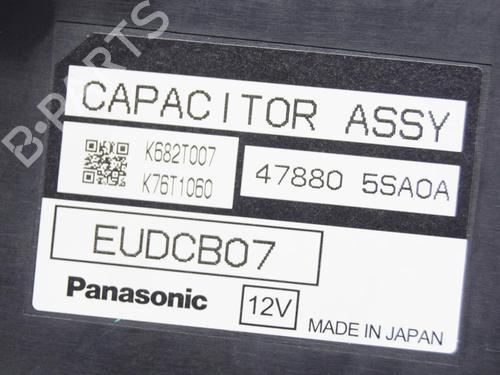 B-PARTS
CAPACITOR ASSY
K682T007
K76T1060
47880 5SA0A
EUDCB07
Panasonic
12V
MADE IN JAPAN